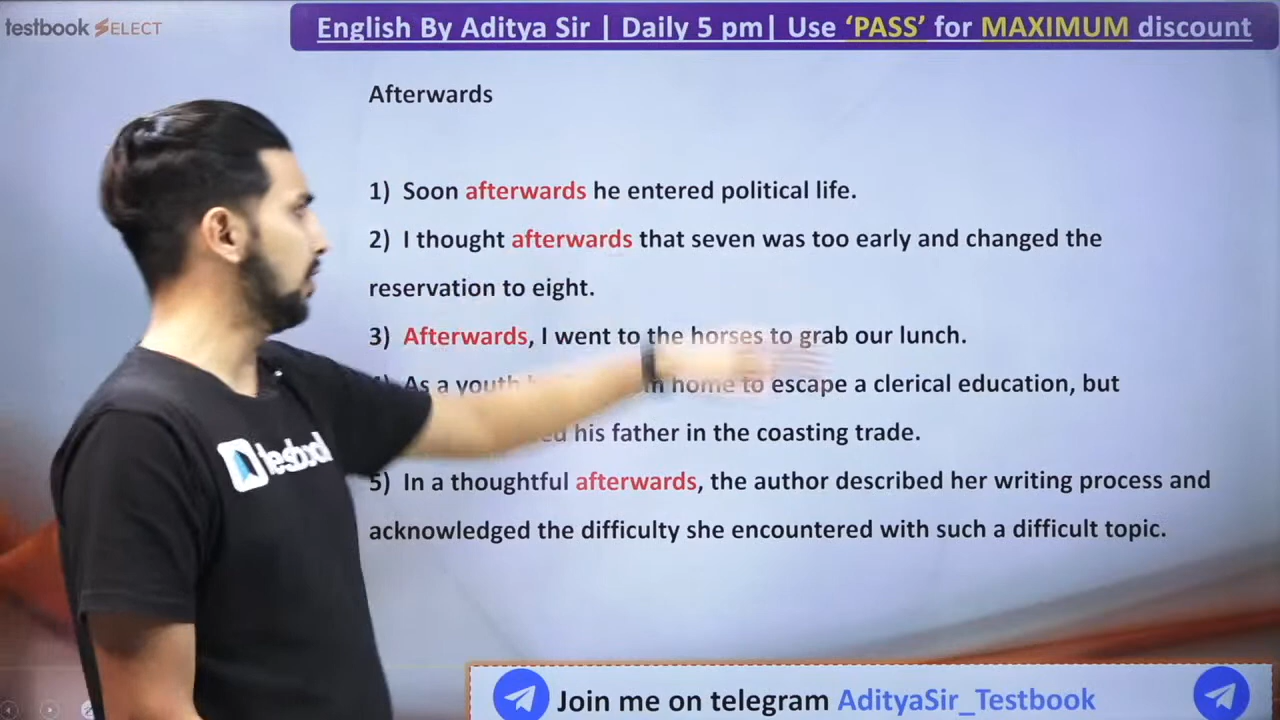 testbook SELECT
English By Aditya Sir | Daily 5 pm| Use ‘PASS’ for MAXIMUM discount
Afterwards
1) Soon afterwards he entered political life.
2) I thought afterwards that seven was too early and changed the
reservation to eight.
3) Afterwards, I went to the horses to grab our lunch.
As a youth home to escape a clerical education, but
his father in the coasting trade.
5) In a thoughtful afterwards, the author described her writing process and
acknowledged the difficulty she encountered with such a difficult topic.
testbook
Join me on telegram AdityaSir_Testbook